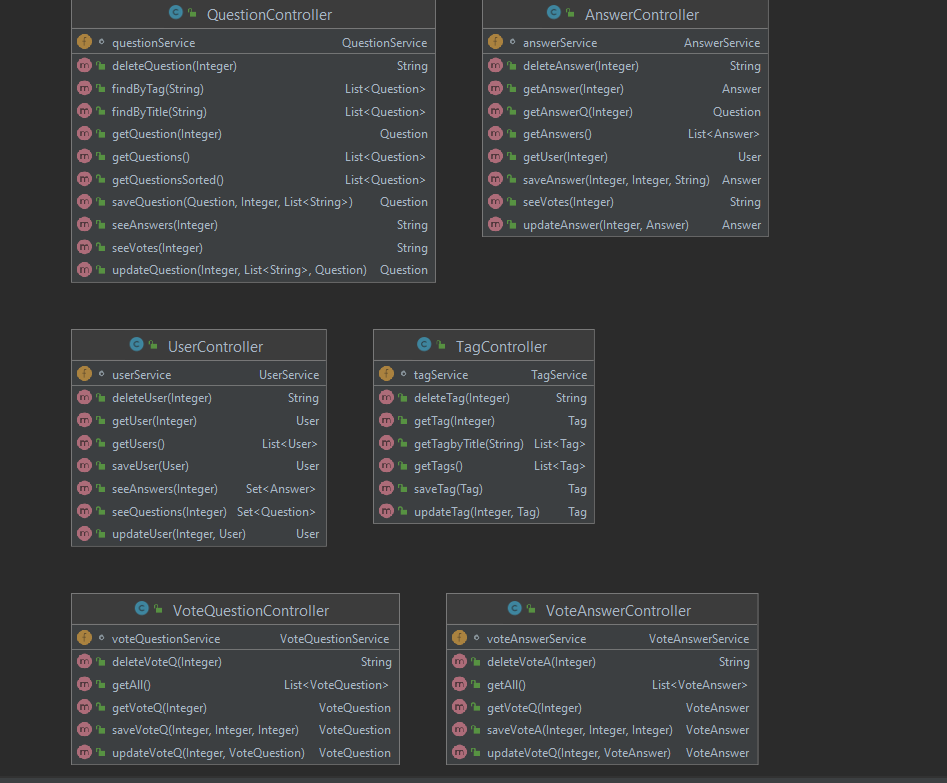 QuestionController
questionService QuestionService
deleteQuestion(Integer) String
findByTag(String) List<Question>
findByTitle(String) List<Question>
getQuestion(Integer) Question
getQuestions() List<Question>
getQuestionsSorted() List<Question>
saveQuestion(Question, Integer, List<String>) Question
seeAnswers(Integer) String
seeVotes(Integer) String
updateQuestion(Integer, List<String>, Question) Question
AnswerController
answerService AnswerService
deleteAnswer(Integer) String
getAnswer(Integer) Answer
getAnswerQ(Integer) Question
getAnswers() List<Answer>
getUser(Integer) User
saveAnswer(Integer, Integer, String) Answer
seeVotes(Integer) String
updateAnswer(Integer, Answer) Answer
UserController
userService UserService
deleteUser(Integer) String
getUser(Integer) User
getUsers() List<User>
saveUser(User) User
seeAnswers(Integer) Set<Answer>
seeQuestions(Integer) Set<Question>
updateUser(Integer, User) User
TagController
tagService TagService
deleteTag(Integer) String
getTag(Integer) Tag
getTagbyTitle(String) List<Tag>
getTags() List<Tag>
saveTag(Tag) Tag
updateTag(Integer, Tag) Tag
VoteQuestionController
voteQuestionService VoteQuestionService
deleteVoteQ(Integer) String
getAll() List<VoteQuestion>
getVoteQ(Integer) VoteQuestion
saveVoteQ(Integer, Integer, Integer) VoteQuestion
updateVoteQ(Integer, VoteQuestion) VoteQuestion
VoteAnswerController
voteAnswerService VoteAnswerService
deleteVoteA(Integer) String
getAll() List<VoteAnswer>
getVoteQ(Integer) VoteAnswer
saveVoteA(Integer, Integer, Integer) VoteAnswer
updateVoteQ(Integer, VoteAnswer) VoteAnswer